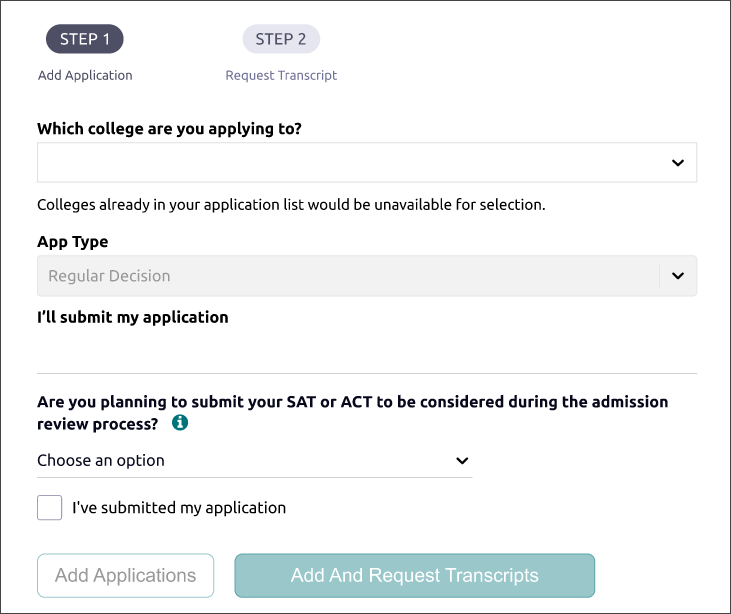 STEP 1
STEP 2
Add Application
Request Transcript
Which college are you applying to?
Colleges already in your application list would be unavailable for selection.
App Type
Regular Decision
I'll submit my application
Are you planning to submit your SAT or ACT to be considered during the admission
review process?
Choose an option
I've submitted my application
Add Applications
Add And Request Transcripts